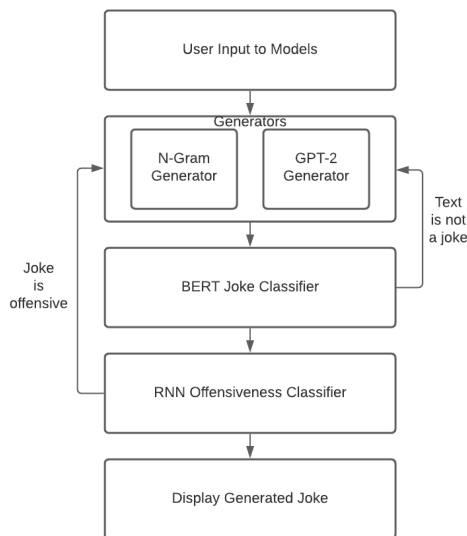 User Input to Models
Generators
N-Gram
Generator
GPT-2
Generator
Text
is not
a joke
BERT Joke Classifier
Joke
is
offensive
RNN Offensiveness Classifier
Display Generated Joke